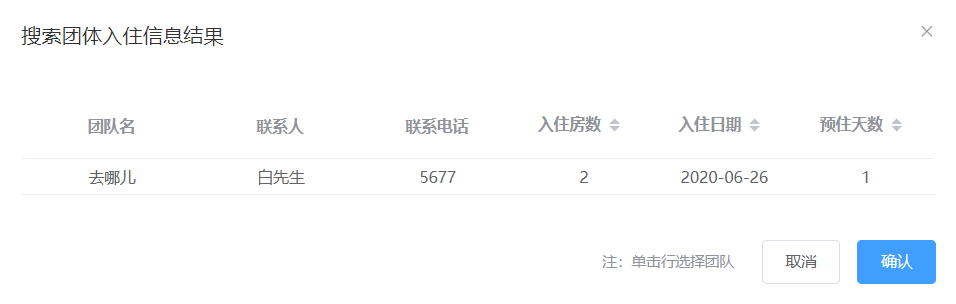 搜索团体入住信息结果
团队名 联系人 联系电话 入住房数 入住日期 预住天数
去哪儿 白先生 5677 2 2020-06-26 1
注：单击行选择团队 取消 确认